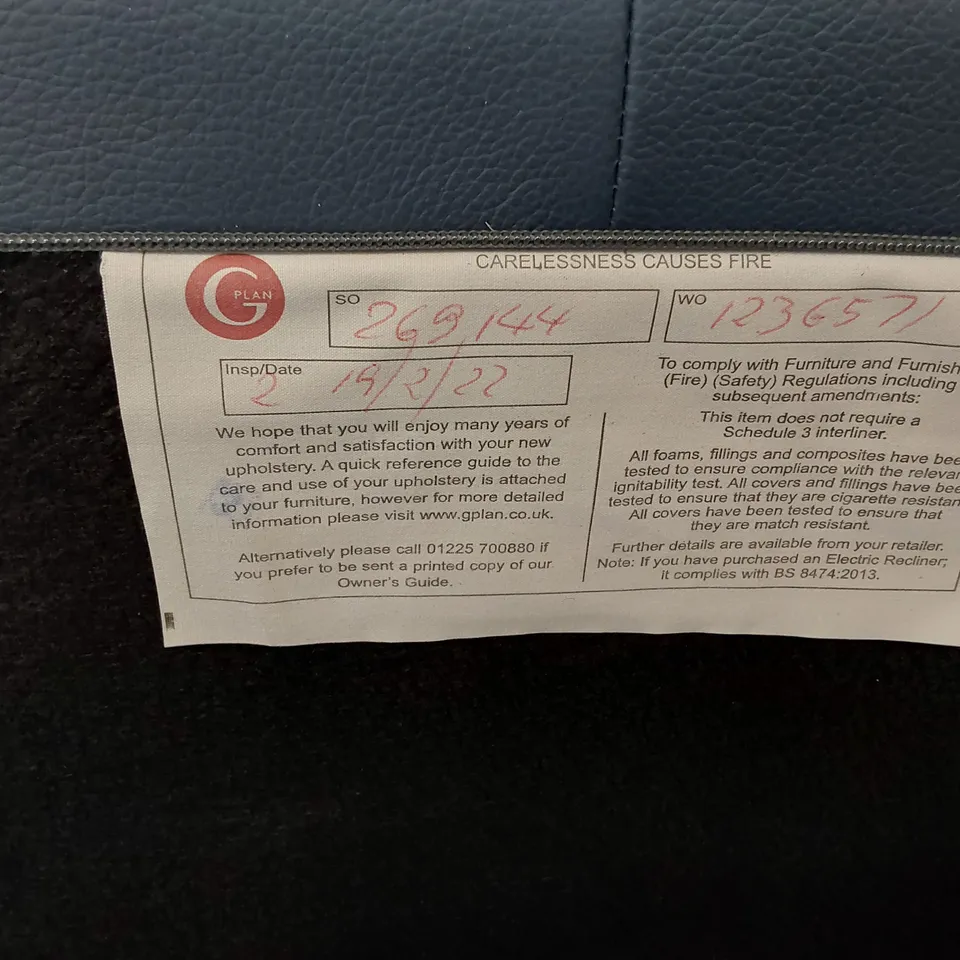 CARELESSNESS CAUSES FIRE
G PLAN
SO 269144
WO 1236571
Insp/Date 2 19/2/22
We hope that you will enjoy many years of
comfort and satisfaction with your new
upholstery. A quick reference guide to the
care and use of your upholstery is attached
to your furniture, however for more detailed
information please visit www.gplan.co.uk.
Alternatively please call 01225 700880 if
you prefer to be sent a printed copy of our
Owner's Guide.
To comply with Furniture and Furnish
(Fire) (Safety) Regulations including
subsequent amendments:
This item does not require a
Schedule 3 interliner.
All foams, fillings and composites have bee
tested to ensure compliance with the relevan
ignitability test. All covers and fillings have bee
tested to ensure that they are cigarette resistan
All covers have been tested to ensure that
they are match resistant.
Further details are available from your retailer.
Note: If you have purchased an Electric Recliner;
it complies with BS 8474:2013.